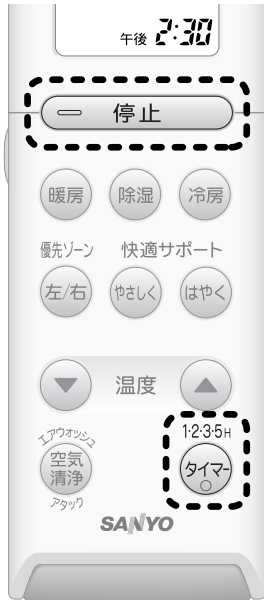 午後 2:30
停止
暖房 除湿 冷房
優先ゾーン 快適サポート
左/右 やさしく はやく
▼ 温度 ▲
1・2・3・5H
エアウオッシュ
空気
清浄
タイマー
アタック
SANYO